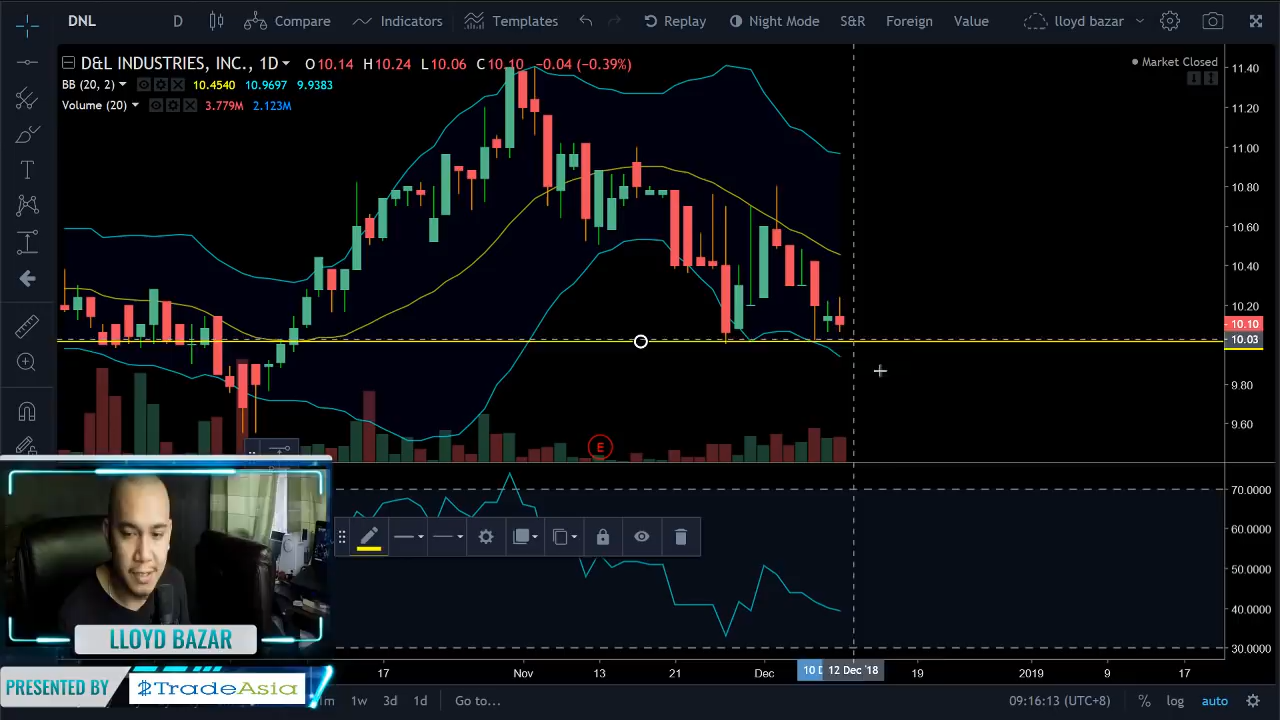 DNL D Compare Indicators Templates Replay Night Mode S&R Foreign Value lloyd bazar
D&L INDUSTRIES, INC., 1D O 10.14 H 10.24 L 10.06 C 10.10 −0.04 (−0.39%)
Market Closed
BB (20, 2) 10.4540 10.9697 9.9383
Volume (20) 3.779M 2.123M
11.40
11.20
11.00
10.80
10.60
10.40
10.20
10.10
10.03
9.80
9.60
E
70.0000
60.0000
50.0000
40.0000
30.0000
17 Nov 13 21 Dec 12 Dec '18 19 2019 9 17
LLOYD BAZAR
PRESENTED BY TradeAsia
1w 3d 1d Go to... 09:16:13 (UTC+8) % log auto